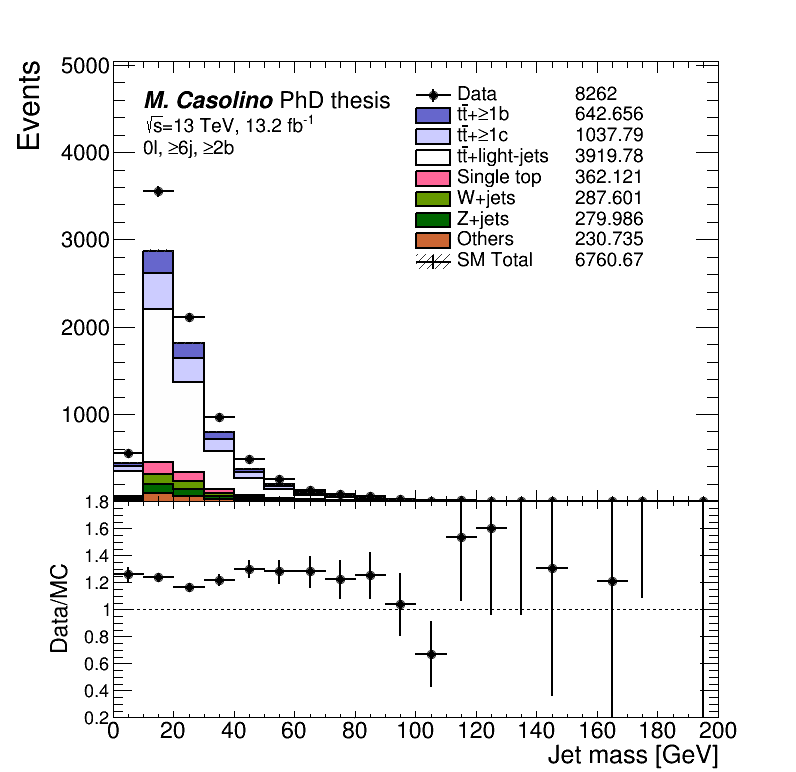 5000
4000
3000
2000
1000
Events
M. Casolino PhD thesis
√s=13 TeV, 13.2 fb⁻¹
0l, ≥6j, ≥2b
Data 8262
tt̄+≥1b 642.656
tt̄+≥1c 1037.79
tt̄+light-jets 3919.78
Single top 362.121
W+jets 287.601
Z+jets 279.986
Others 230.735
SM Total 6760.67
1.8
1.6
1.4
1.2
1
0.8
0.6
0.4
0.2
Data/MC
0 20 40 60 80 100 120 140 160 180 200
Jet mass [GeV]